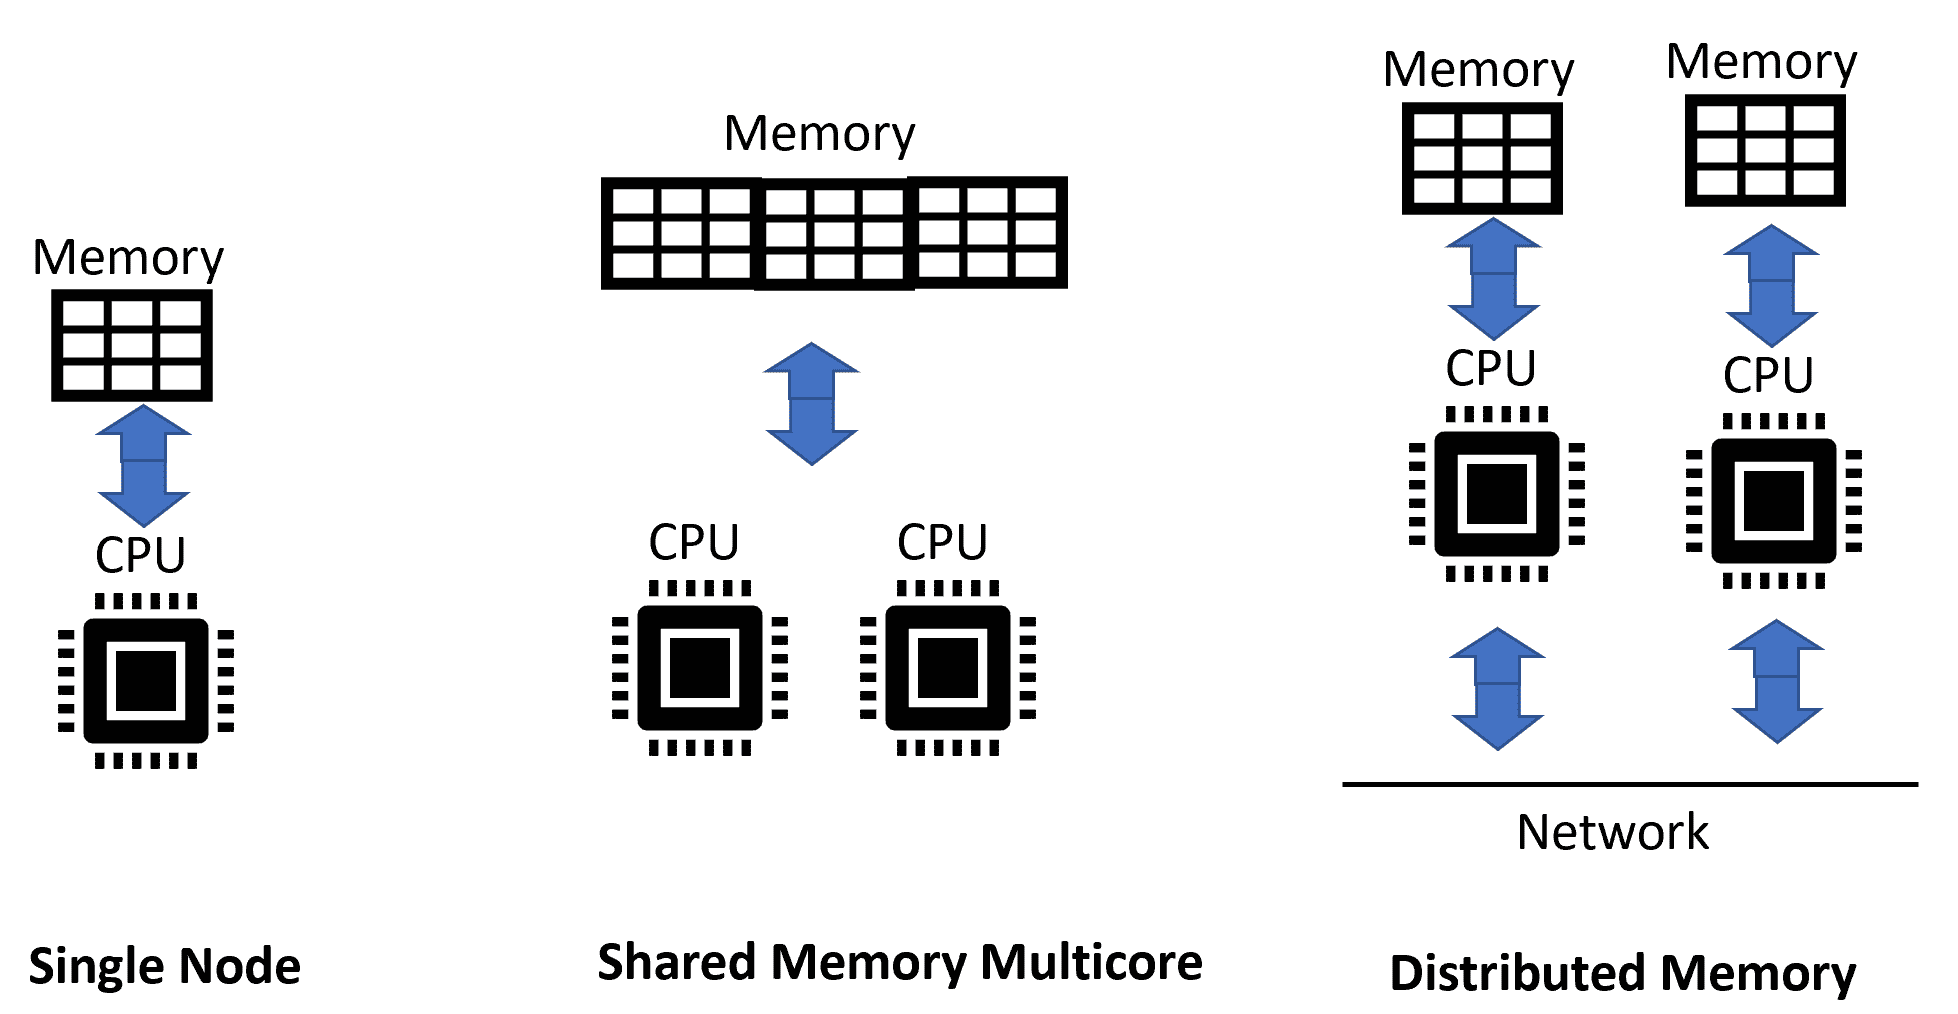 Memory
CPU
Single Node
Memory
CPU CPU
Shared Memory Multicore
Memory Memory
CPU CPU
Network
Distributed Memory